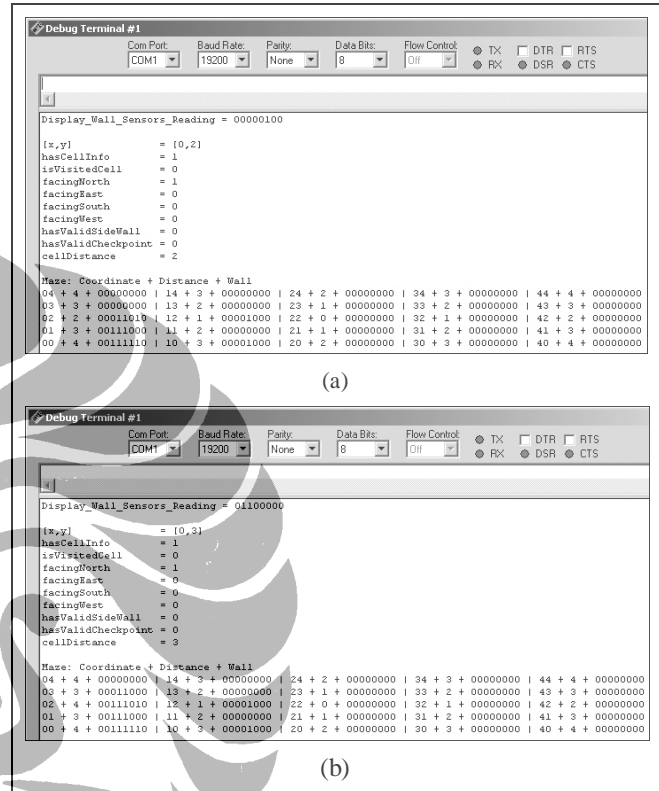 Debug Terminal #1
Com Port: Baud Rate: Parity: Data Bits: Flow Control:
COM1 19200 None 8 Off TX DTR RTS
RX DSR CTS
Display_Wall_Sensors_Reading = 00000100
[x,y] = [0,2]
hasCellInfo = 1
isVisitedCell = 0
facingNorth = 1
facingEast = 0
facingSouth = 0
facingWest = 0
hasValidSideWall = 0
hasValidCheckpoint = 0
cellDistance = 2
Maze: Coordinate + Distance + Wall
04 + 4 + 00000000 | 14 + 3 + 00000000 | 24 + 2 + 00000000 | 34 + 3 + 00000000 | 44 + 4 + 00000000
03 + 3 + 00000000 | 13 + 2 + 00000000 | 23 + 1 + 00000000 | 33 + 2 + 00000000 | 43 + 3 + 00000000
02 + 2 + 00011010 | 12 + 1 + 00001000 | 22 + 0 + 00000000 | 32 + 1 + 00000000 | 42 + 2 + 00000000
01 + 3 + 00111000 | 11 + 2 + 00000000 | 21 + 1 + 00000000 | 31 + 2 + 00000000 | 41 + 3 + 00000000
00 + 4 + 00111110 | 10 + 3 + 00001000 | 20 + 2 + 00000000 | 30 + 3 + 00000000 | 40 + 4 + 00000000
(a)
Debug Terminal #1
Com Port: Baud Rate: Parity: Data Bits: Flow Control:
COM1 19200 None 8 Off TX DTR RTS
RX DSR CTS
Display_Wall_Sensors_Reading = 01100000
[x,y] = [0,3]
hasCellInfo = 1
isVisitedCell = 0
facingNorth = 1
facingEast = 0
facingSouth = 0
facingWest = 0
hasValidSideWall = 0
hasValidCheckpoint = 0
cellDistance = 3
Maze: Coordinate + Distance + Wall
04 + 4 + 00000000 | 14 + 3 + 00000000 | 24 + 2 + 00000000 | 34 + 3 + 00000000 | 44 + 4 + 00000000
03 + 3 + 00011000 | 13 + 2 + 00000000 | 23 + 1 + 00000000 | 33 + 2 + 00000000 | 43 + 3 + 00000000
02 + 4 + 00111010 | 12 + 1 + 00001000 | 22 + 0 + 00000000 | 32 + 1 + 00000000 | 42 + 2 + 00000000
01 + 3 + 00111000 | 11 + 2 + 00000000 | 21 + 1 + 00000000 | 31 + 2 + 00000000 | 41 + 3 + 00000000
00 + 4 + 00111110 | 10 + 3 + 00001000 | 20 + 2 + 00000000 | 30 + 3 + 00000000 | 40 + 4 + 00000000
(b)